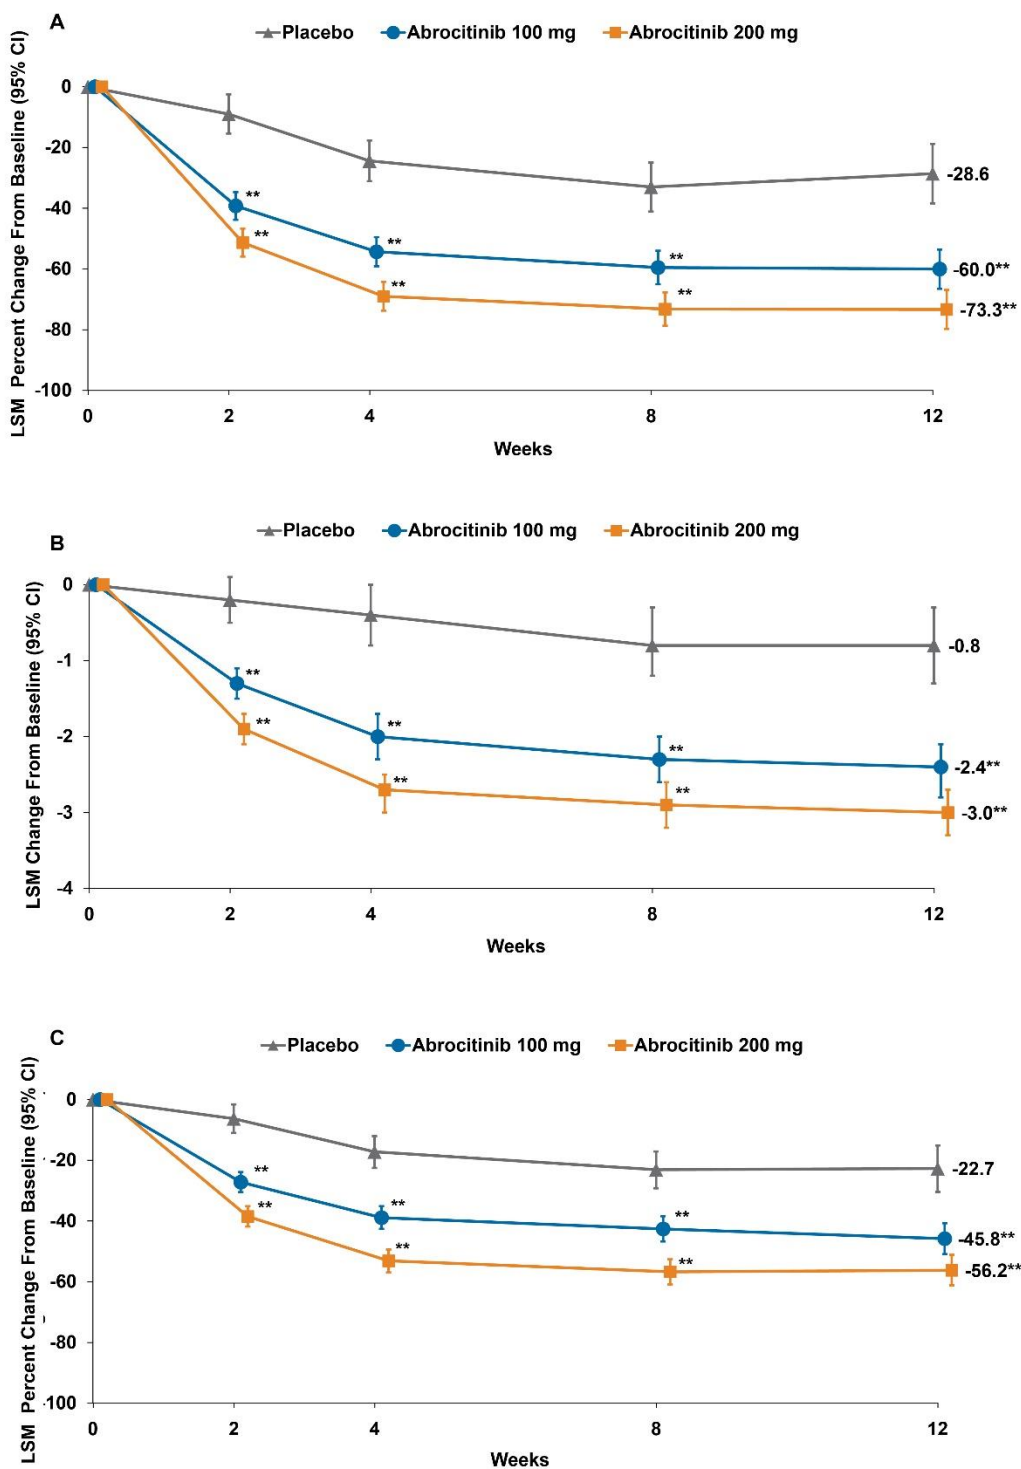 A
Placebo Abrocitinib 100 mg Abrocitinib 200 mg
LSM Percent Change From Baseline (95% CI)
0
-20
-40
-60
-80
-100
** ** **
** ** **
-28.6
-60.0**
-73.3**
0 2 4 8 12
Weeks
B
Placebo Abrocitinib 100 mg Abrocitinib 200 mg
LSM Change From Baseline (95% CI)
0
-1
-2
-3
-4
** ** **
** ** **
-0.8
-2.4**
-3.0**
0 2 4 8 12
Weeks
C
Placebo Abrocitinib 100 mg Abrocitinib 200 mg
LSM Percent Change From Baseline (95% CI)
0
-20
-40
-60
-80
-100
** ** **
** ** **
-22.7
-45.8**
-56.2**
0 2 4 8 12
Weeks